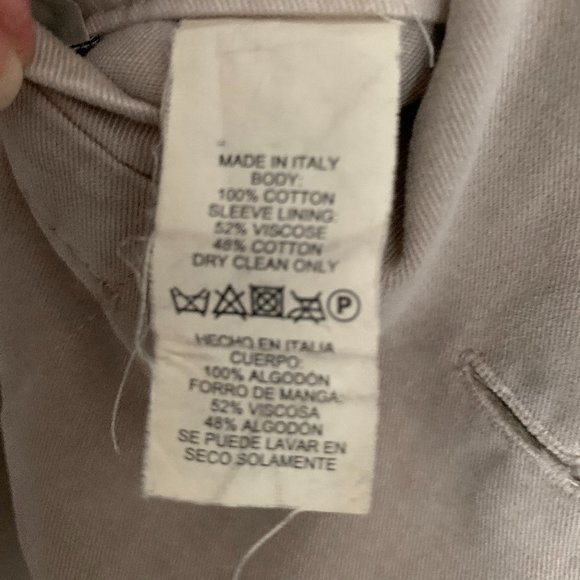 MADE IN ITALY
BODY:
100% COTTON
SLEEVE LINING:
52% VISCOSE
48% COTTON
DRY CLEAN ONLY
P
HECHO EN ITALIA
CUERPO:
100% ALGODÓN
FORRO DE MANGA:
52% VISCOSA
48% ALGODÓN
SE PUEDE LAVAR EN
SECO SOLAMENTE